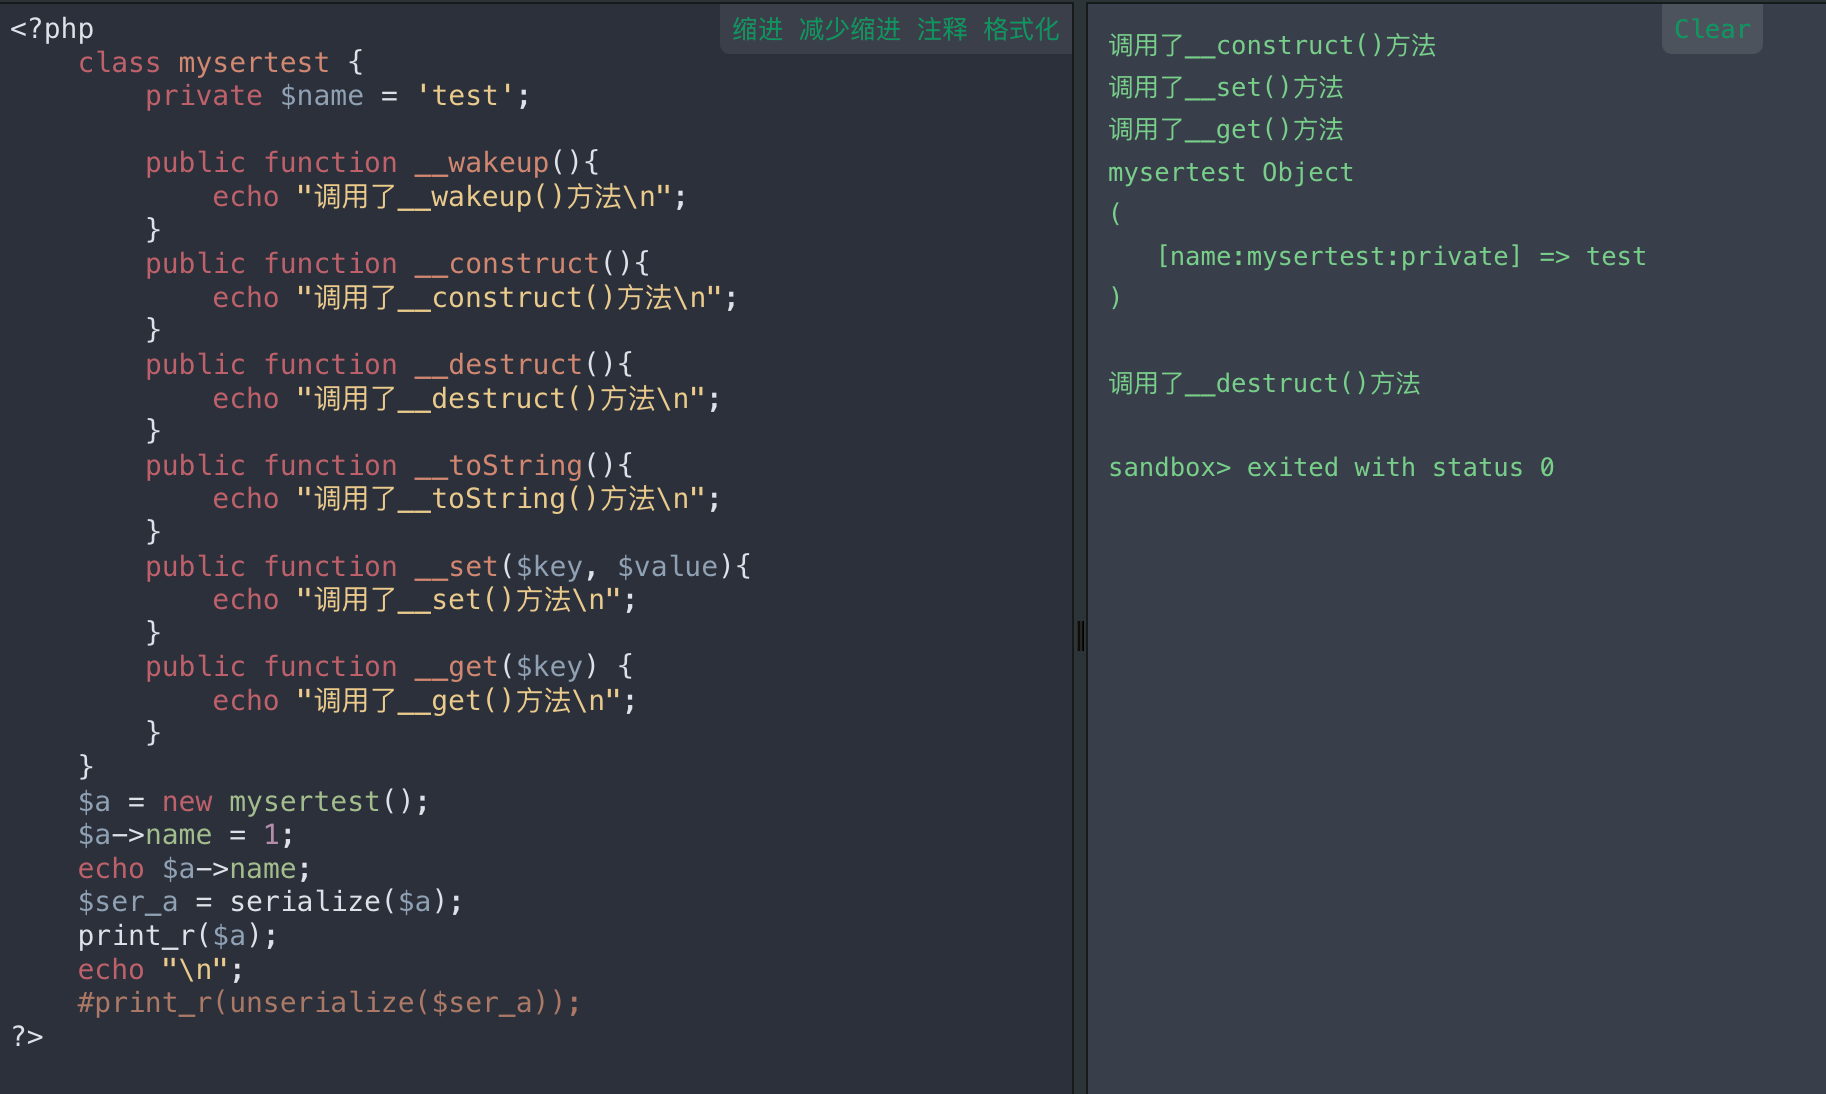 <?php
缩进 减少缩进 注释 格式化
class mysertest {
private $name = 'test';
public function __wakeup(){
echo "调用了__wakeup()方法\n";
}
public function __construct(){
echo "调用了__construct()方法\n";
}
public function __destruct(){
echo "调用了__destruct()方法\n";
}
public function __toString(){
echo "调用了__toString()方法\n";
}
public function __set($key, $value){
echo "调用了__set()方法\n";
}
public function __get($key) {
echo "调用了__get()方法\n";
}
}
$a = new mysertest();
$a->name = 1;
echo $a->name;
$ser_a = serialize($a);
print_r($a);
echo "\n";
#print_r(unserialize($ser_a));
?>
Clear
调用了__construct()方法
调用了__set()方法
调用了__get()方法
mysertest Object
(
[name:mysertest:private] => test
)
调用了__destruct()方法
sandbox> exited with status 0